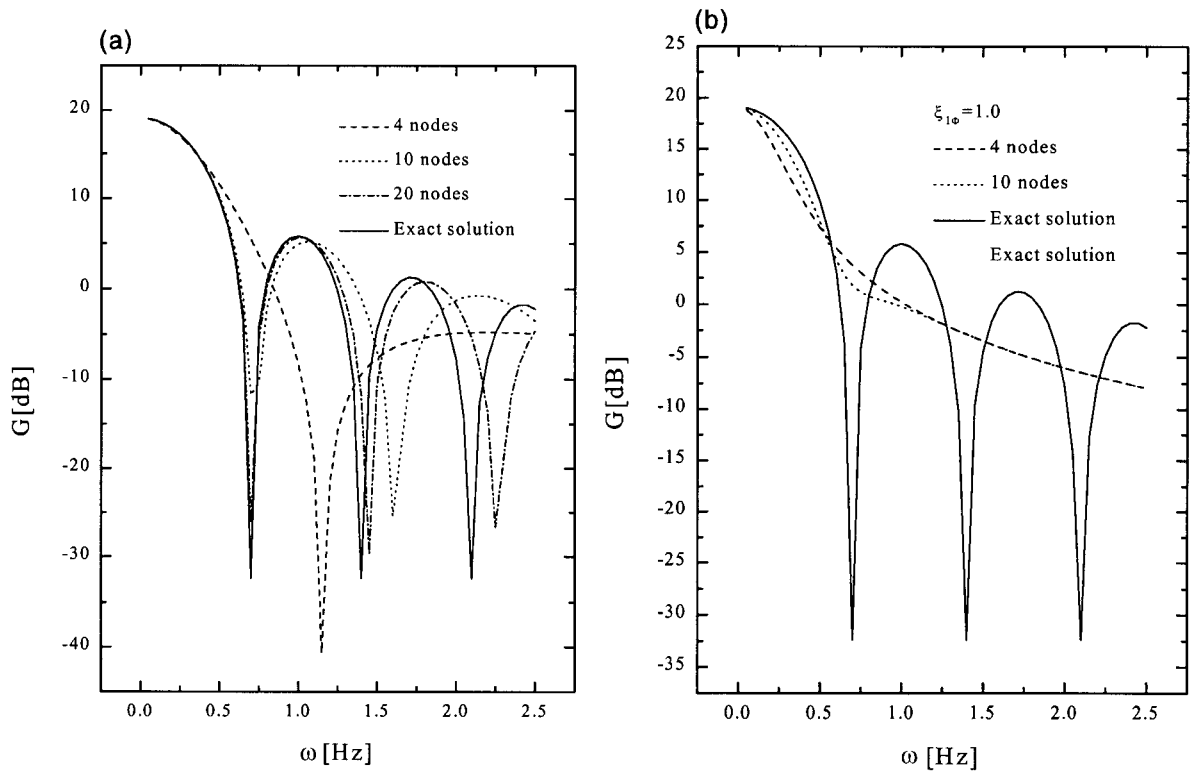 (a)
20
10
0
-10
-20
-30
-40
G[dB]
4 nodes
10 nodes
20 nodes
Exact solution
0.0 0.5 1.0 1.5 2.0 2.5
ω[Hz]
(b)
25
20
15
10
5
0
-5
-10
-15
-20
-25
-30
-35
G[dB]
ξ₁Φ=1.0
4 nodes
10 nodes
Exact solution
Exact solution
0.0 0.5 1.0 1.5 2.0 2.5
ω[Hz]